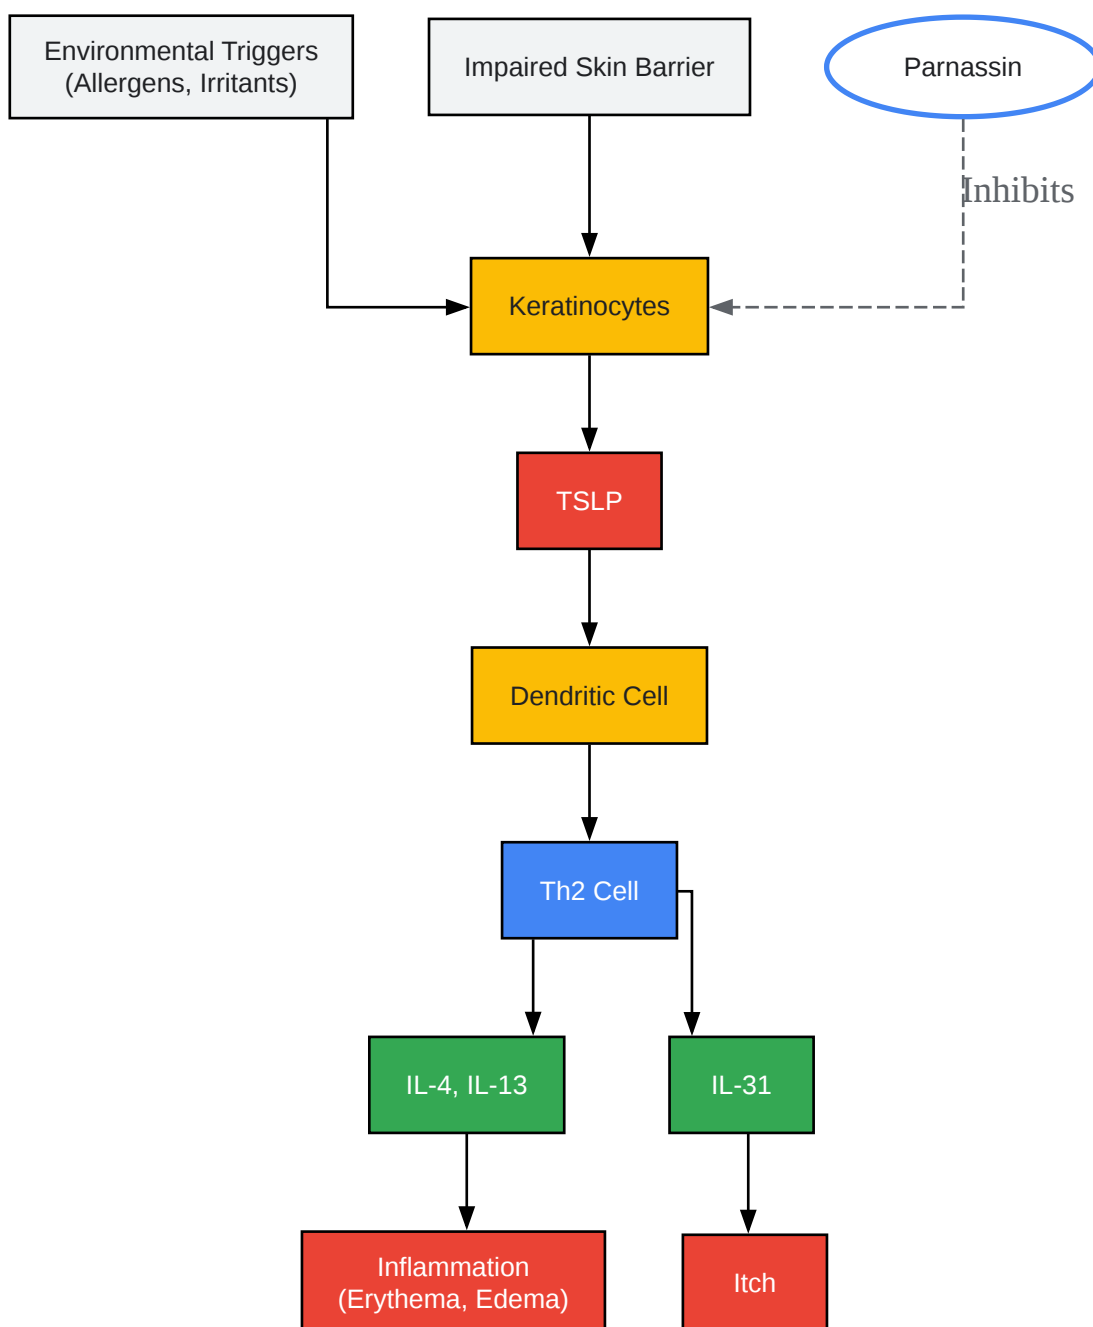 Environmental Triggers
(Allergens, Irritants)
Impaired Skin Barrier
Parnassin
Inhibits
Keratinocytes
TSLP
Dendritic Cell
Th2 Cell
IL-4, IL-13
IL-31
Inflammation
(Erythema, Edema)
Itch